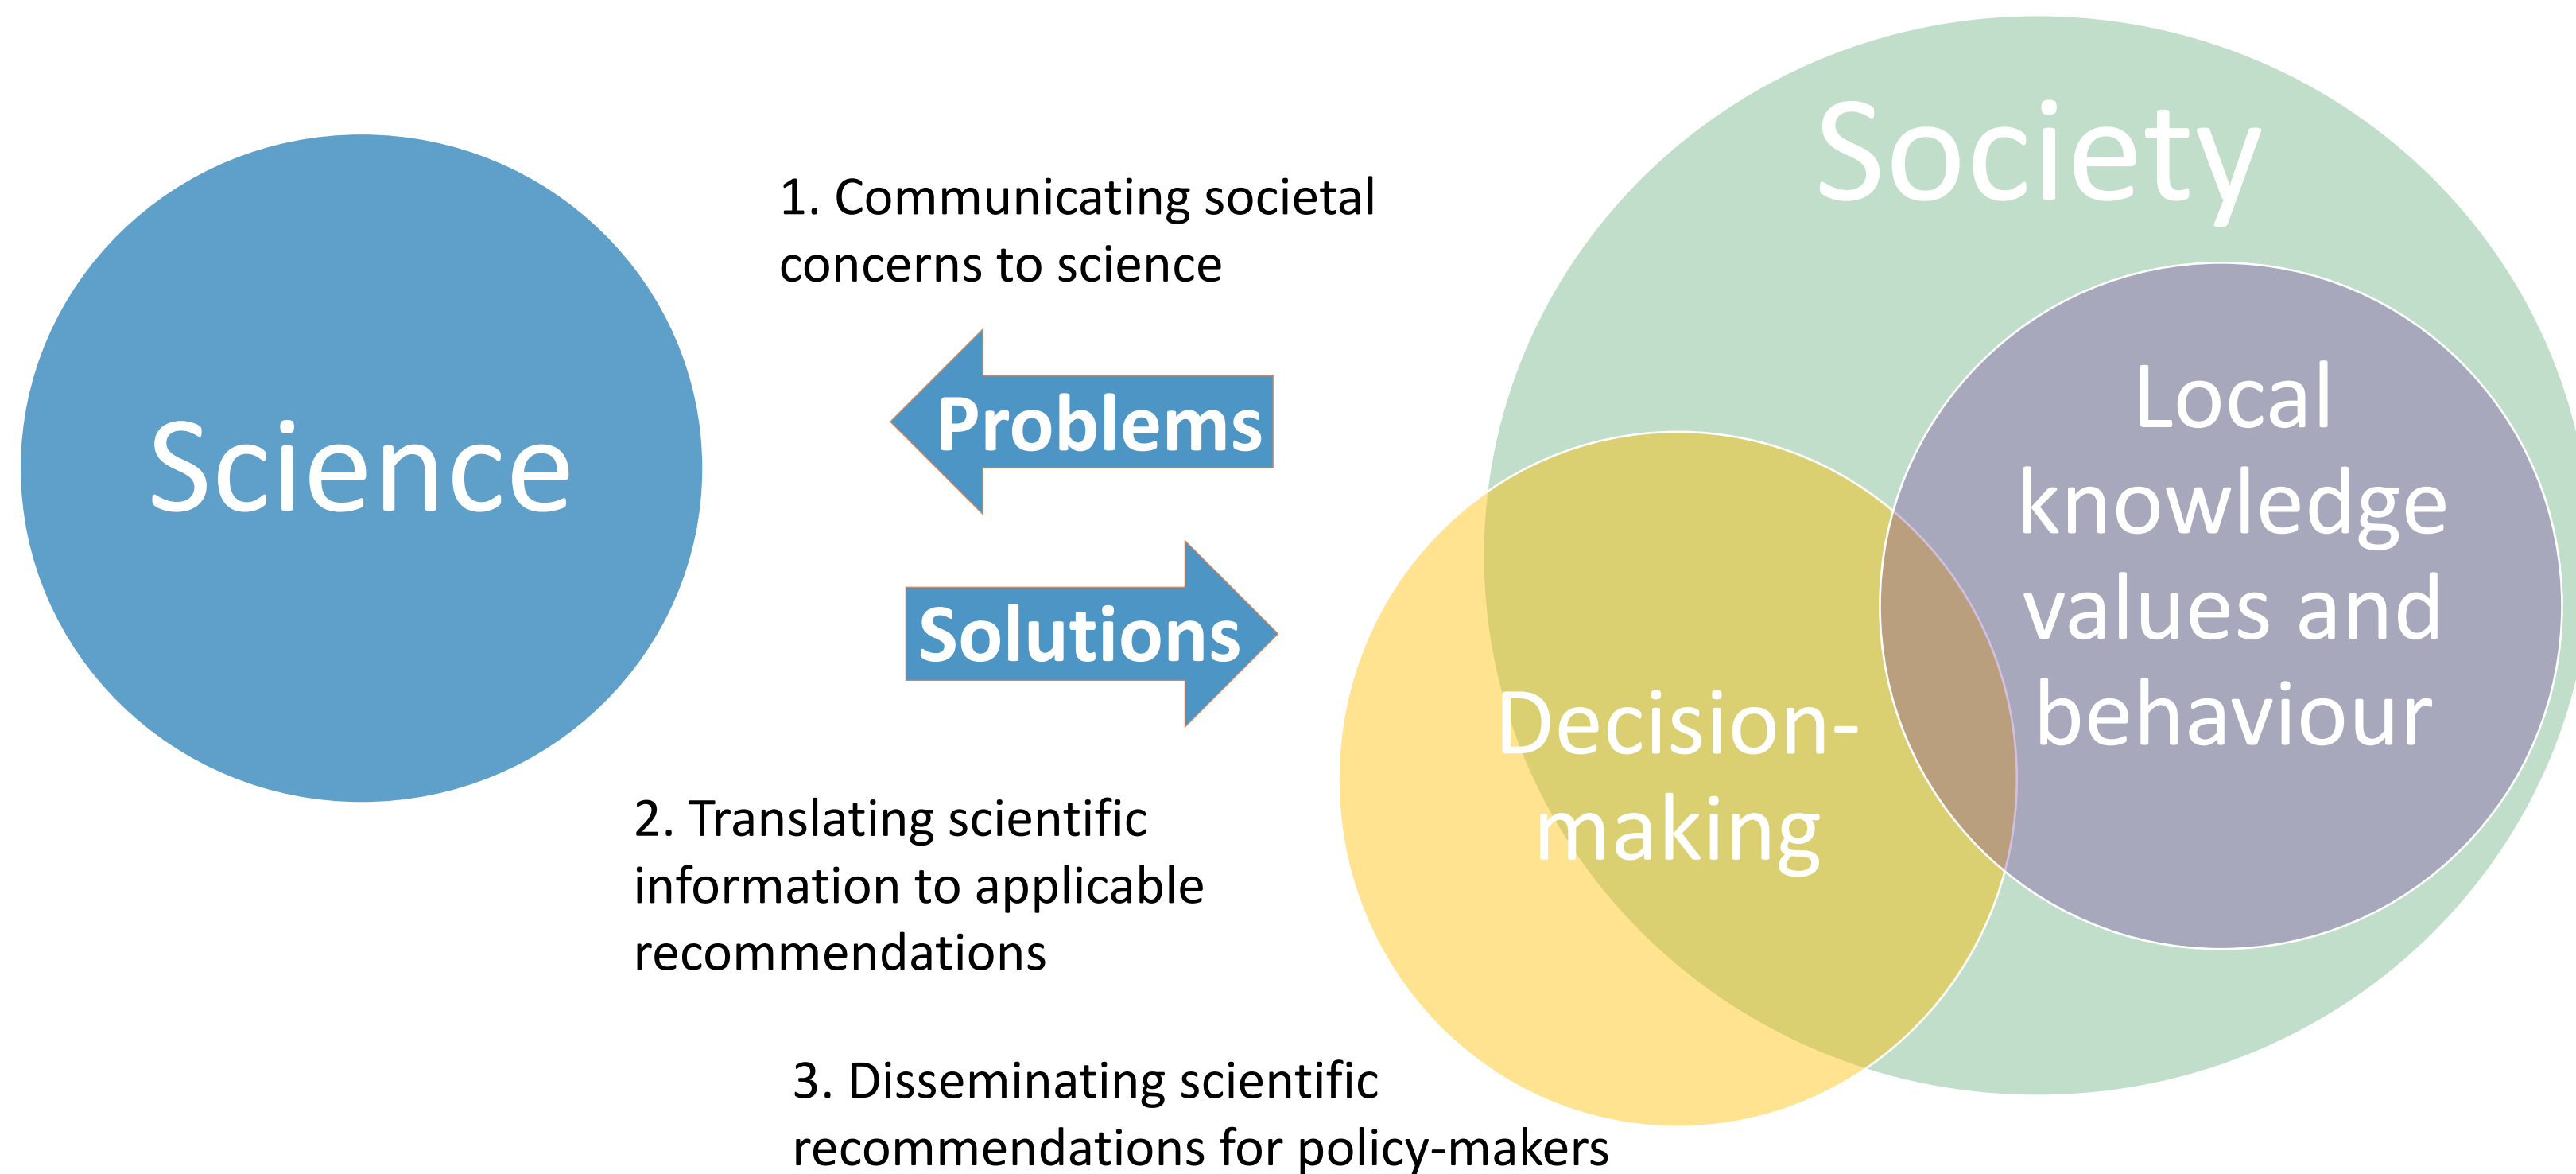 Science
1. Communicating societal
concerns to science
Problems
Solutions
2. Translating scientific
information to applicable
recommendations
3. Disseminating scientific
recommendations for policy-makers
Society
Local
knowledge
values and
behaviour
Decision-
making